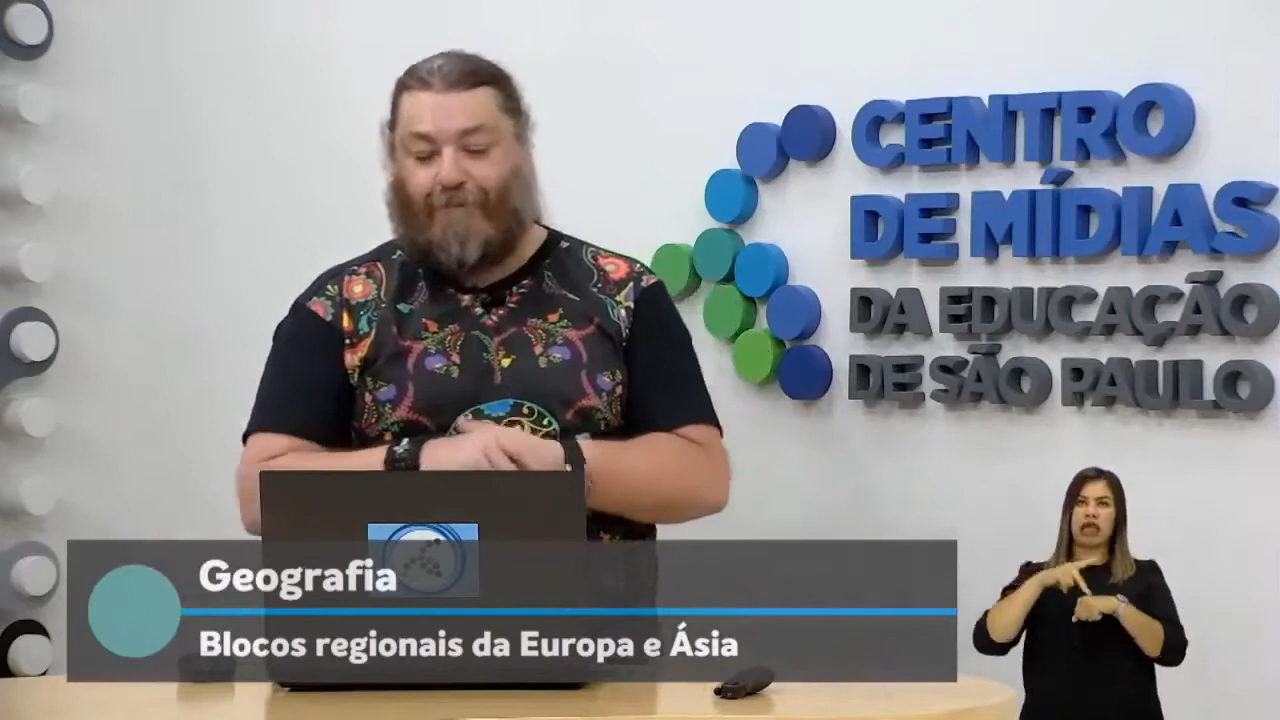 CENTRO
DE MÍDIAS
DA EDUCAÇÃO
DE SÃO PAULO
Geografia
Blocos regionais da Europa e Ásia